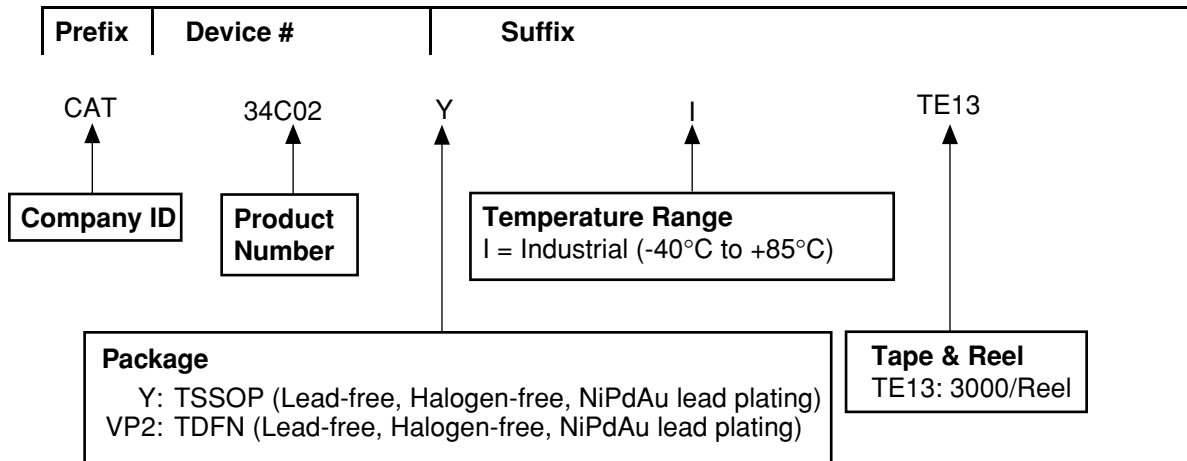 Prefix Device # Suffix
CAT 34C02 Y I TE13
Company ID
Product
Number
Temperature Range
I = Industrial (-40°C to +85°C)
Package
Y: TSSOP (Lead-free, Halogen-free, NiPdAu lead plating)
VP2: TDFN (Lead-free, Halogen-free, NiPdAu lead plating)
Tape & Reel
TE13: 3000/Reel